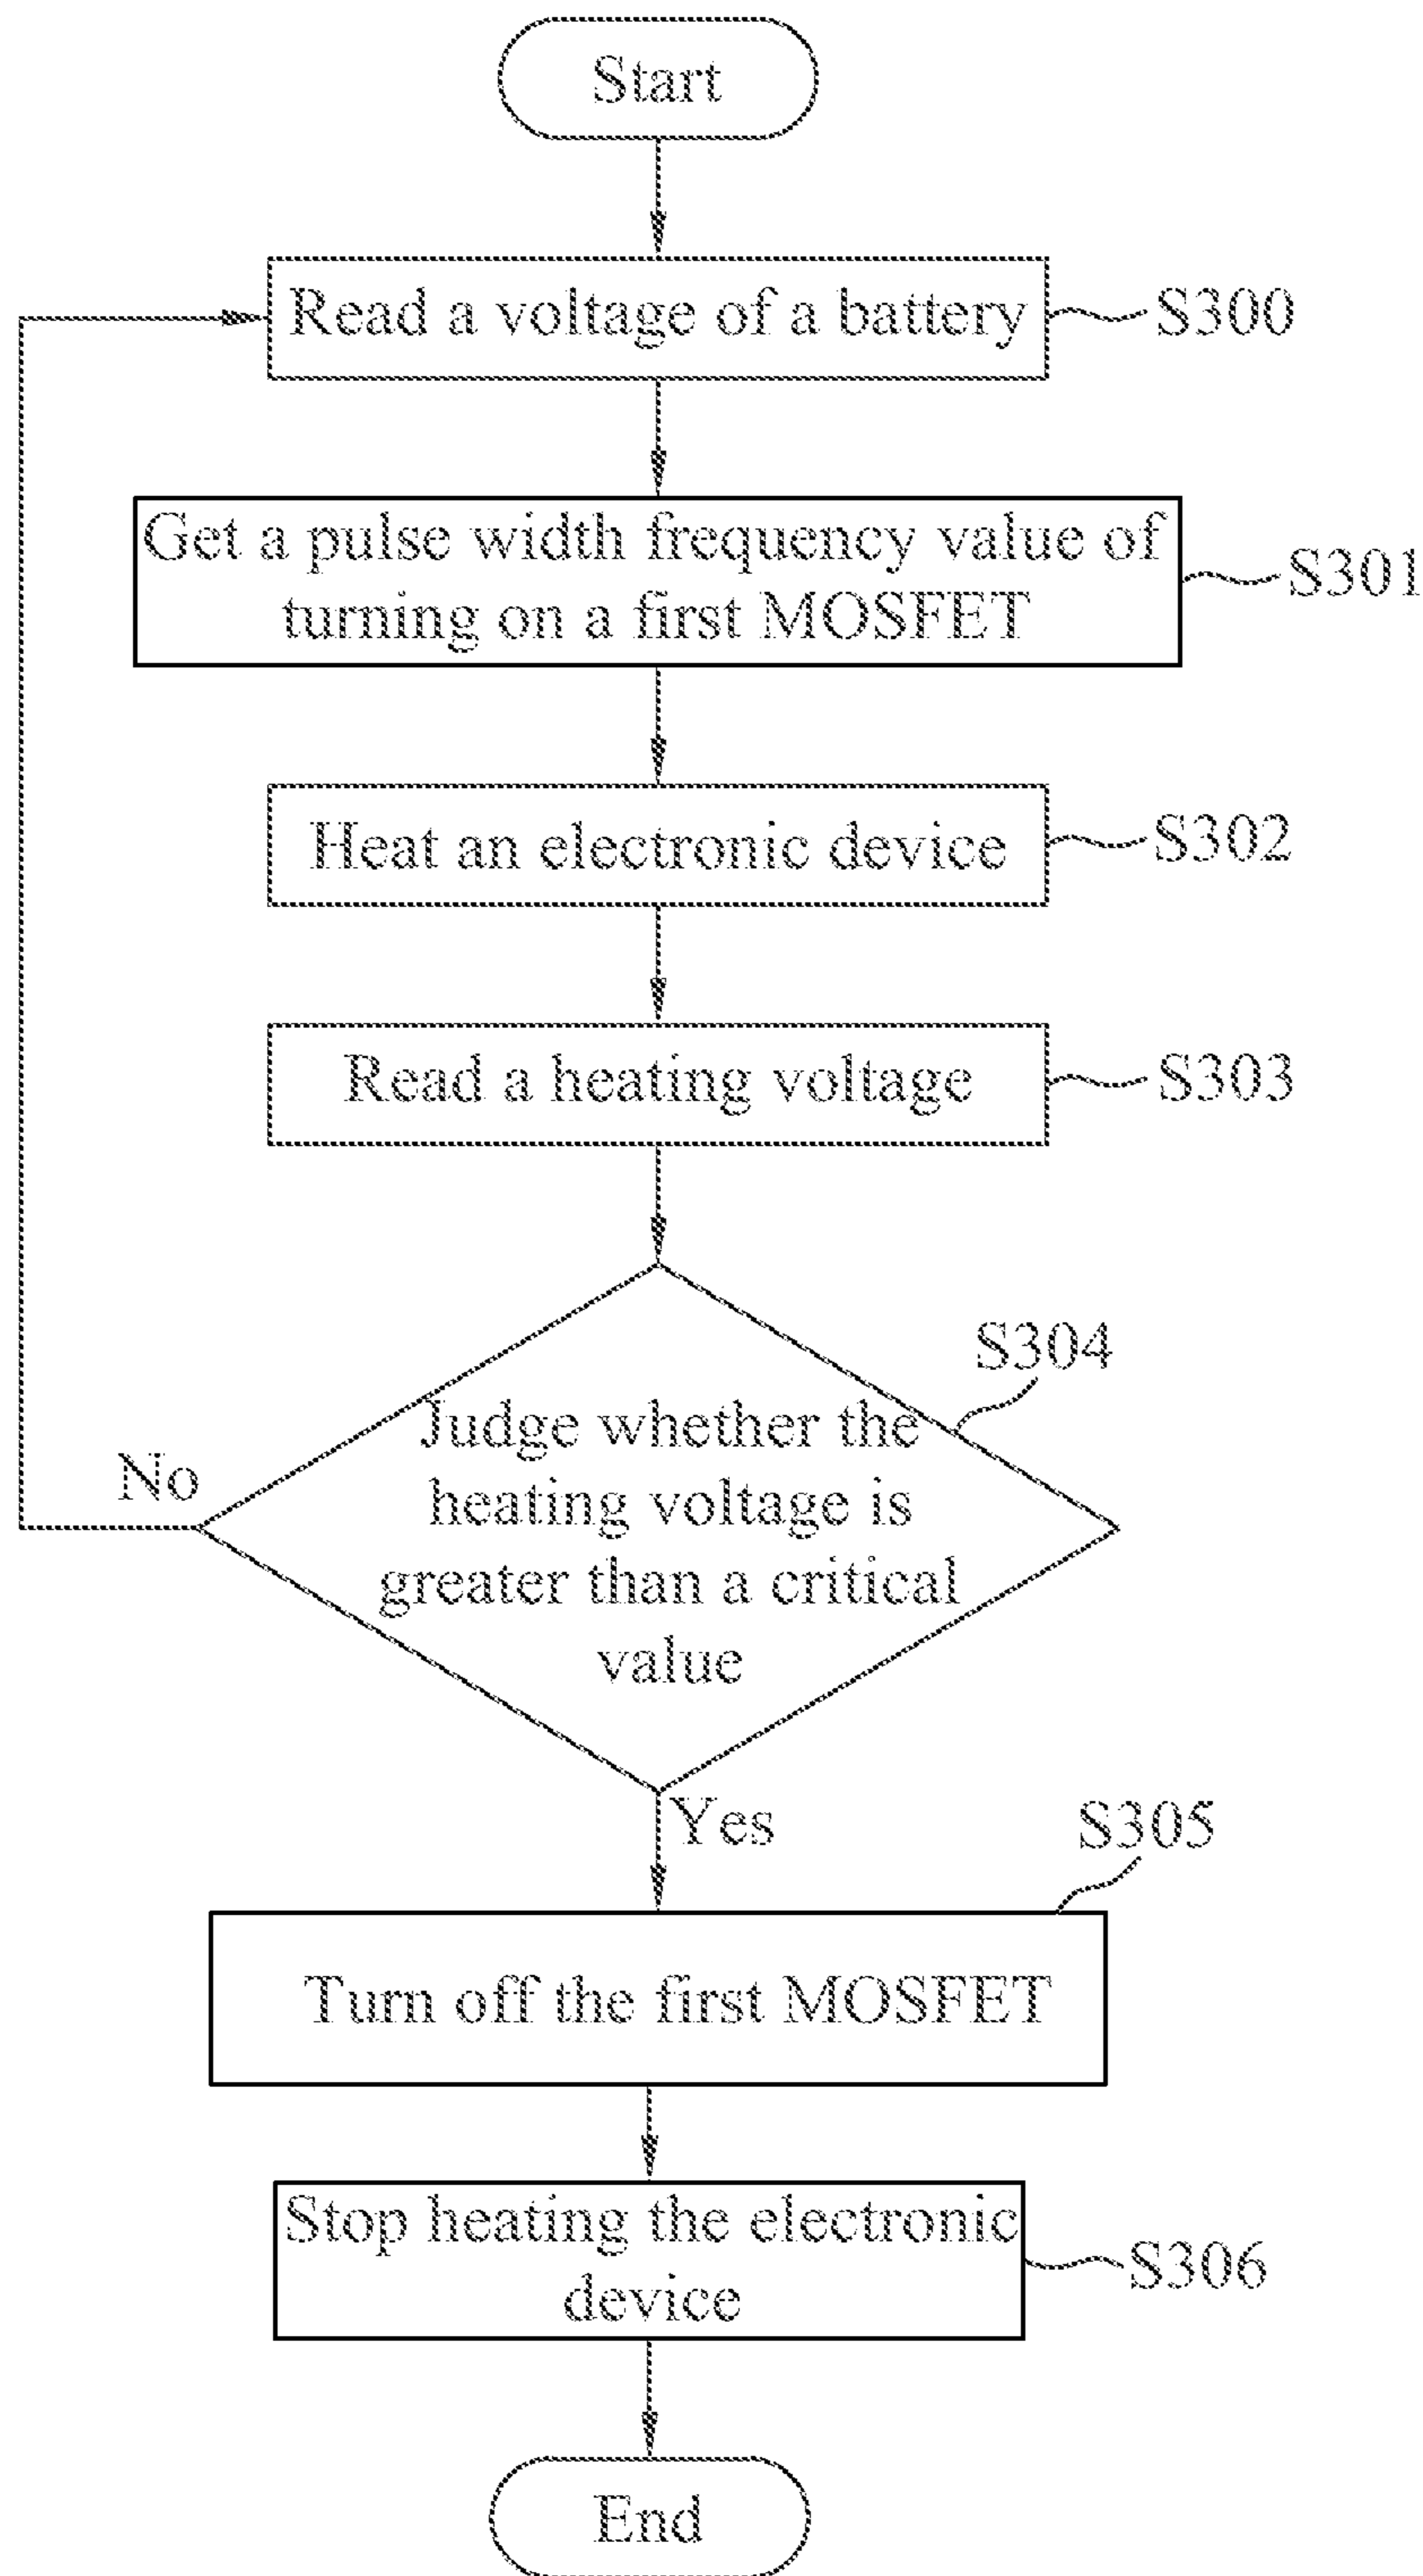 Start
Read a voltage of a battery
S300
Get a pulse width frequency value of
turning on a first MOSFET
S301
Heat an electronic device
S302
Read a heating voltage
S303
S304
Judge whether the
heating voltage is
greater than a critical
value
No
Yes
S305
Turn off the first MOSFET
Stop heating the electronic
device
S306
End